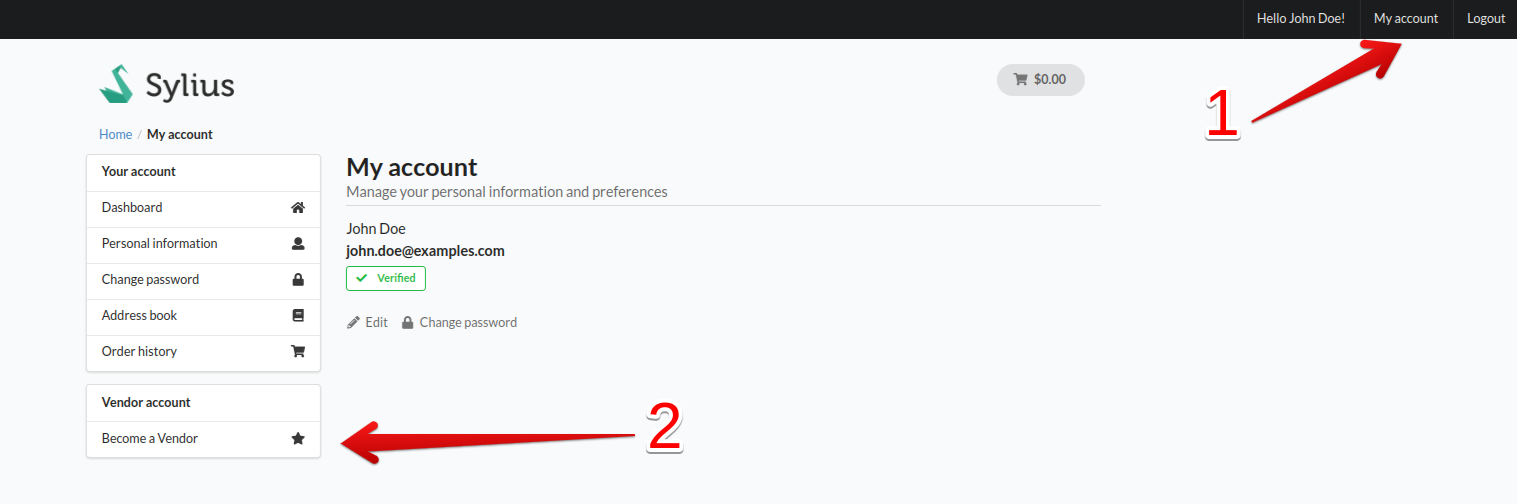 Hello John Doe! My account Logout
Sylius
$0.00
1
Home / My account
Your account
Dashboard
Personal information
Change password
Address book
Order history
Vendor account
Become a Vendor
My account
Manage your personal information and preferences
John Doe
john.doe@examples.com
Verified
Edit Change password
2